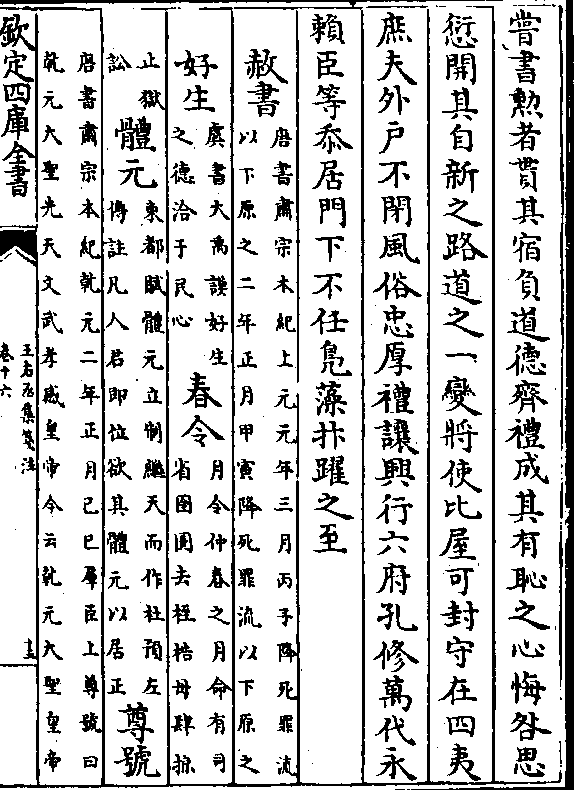 嘗書勲者貰其宿負道德齊禮成其有恥之心悔咎思
愆開其自新之路道之一變將使比屋可封守在四夷
庶夫外户不閉風俗忠厚禮讓興行六府孔修萬代永
賴臣等忝居門下不任鳧藻抃躍之至
赦書
唐書肅宗本紀上元元年三月丙子降死罪流
以下原之二年正月甲寅降死罪流以下原之
好生
虞書大禹謨好生
之德洽于民心
春令
月令仲春之月命有司
省囹圄去桎梏毋肆掠
止獄
訟
體元
東都賦體元立制繼天而作杜預左
傳註凡人君即位欲其體元以居正
尊號
唐書肅宗本紀乾元二年正月己巳羣臣上尊號曰
乾元大聖光天文武孝感皇帝今云乾元大聖皇帝
欽定四庫全書
王右丞集箋注
卷十六